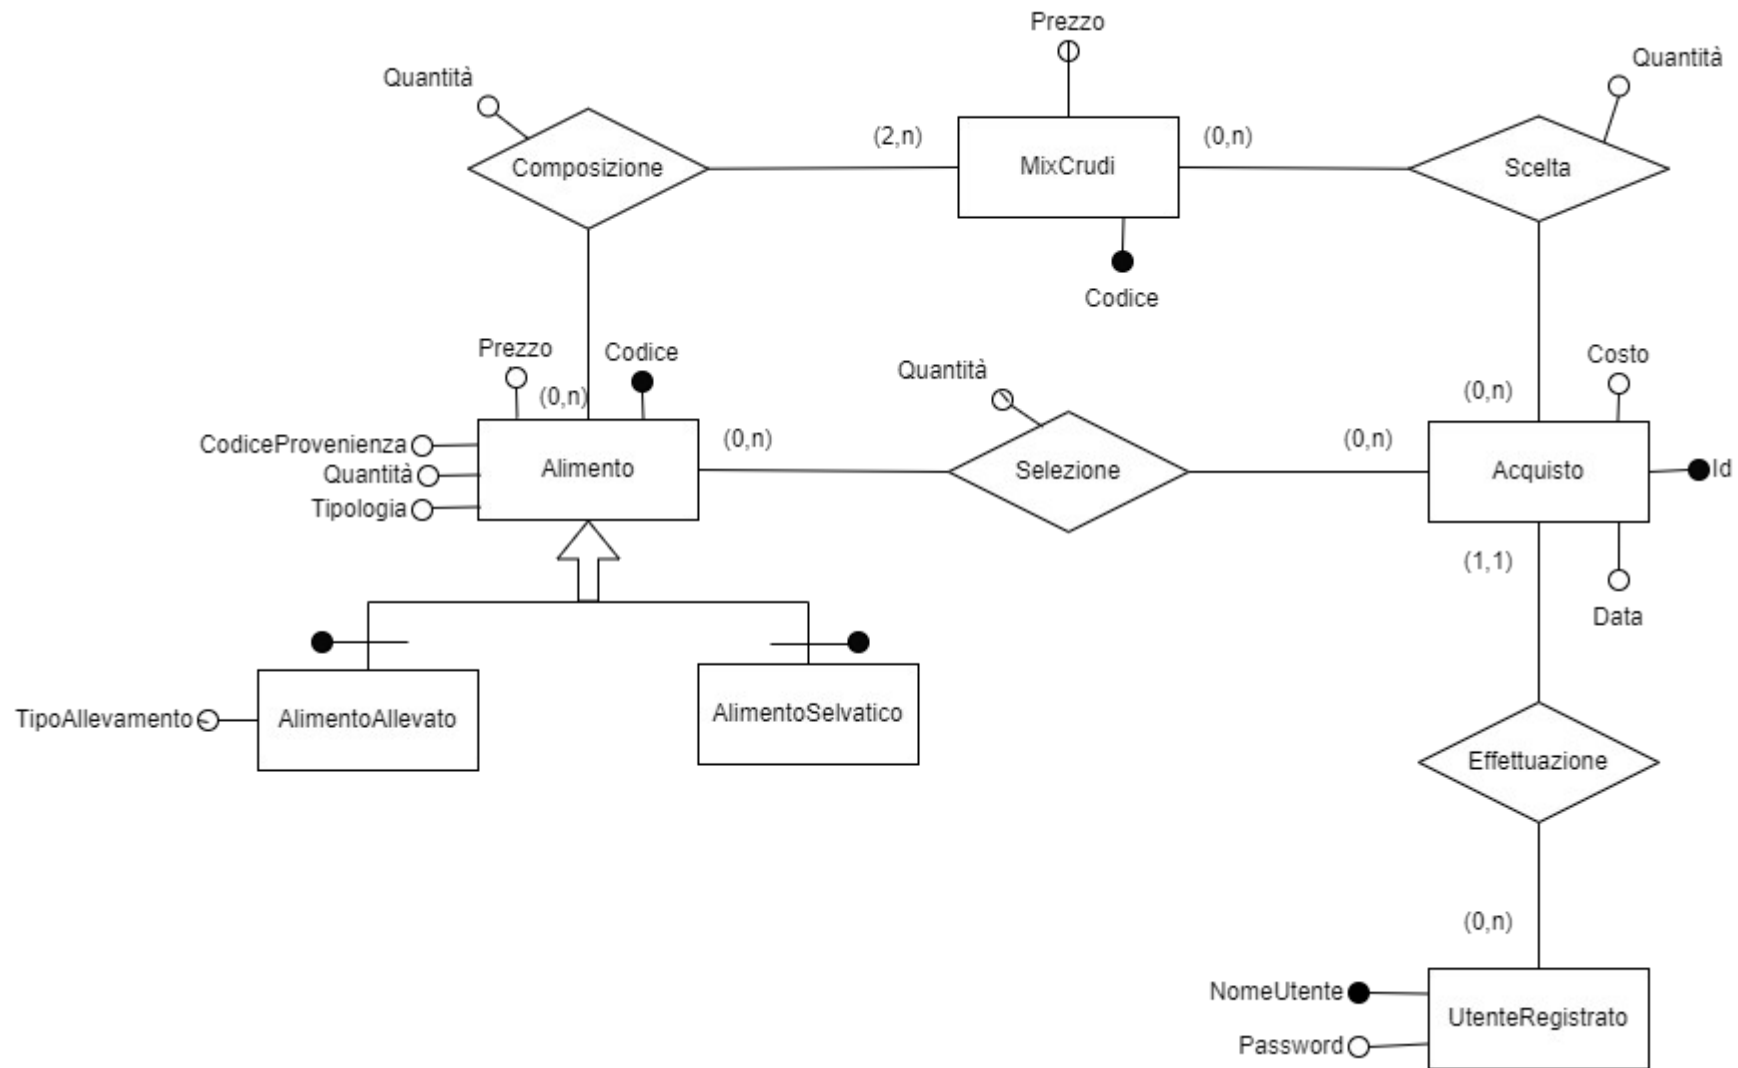 Prezzo
Quantità
Quantità
(2,n)
(0,n)
Composizione
MixCrudi
Scelta
Codice
Prezzo
Codice
Quantità
Costo
(0,n)
(0,n)
CodiceProvenienza
(0,n)
(0,n)
Quantità
Alimento
Selezione
Acquisto
Id
Tipologia
(1,1)
Data
TipoAllevamento
AlimentoAllevato
AlimentoSelvatico
Effettuazione
(0,n)
NomeUtente
UtenteRegistrato
Password